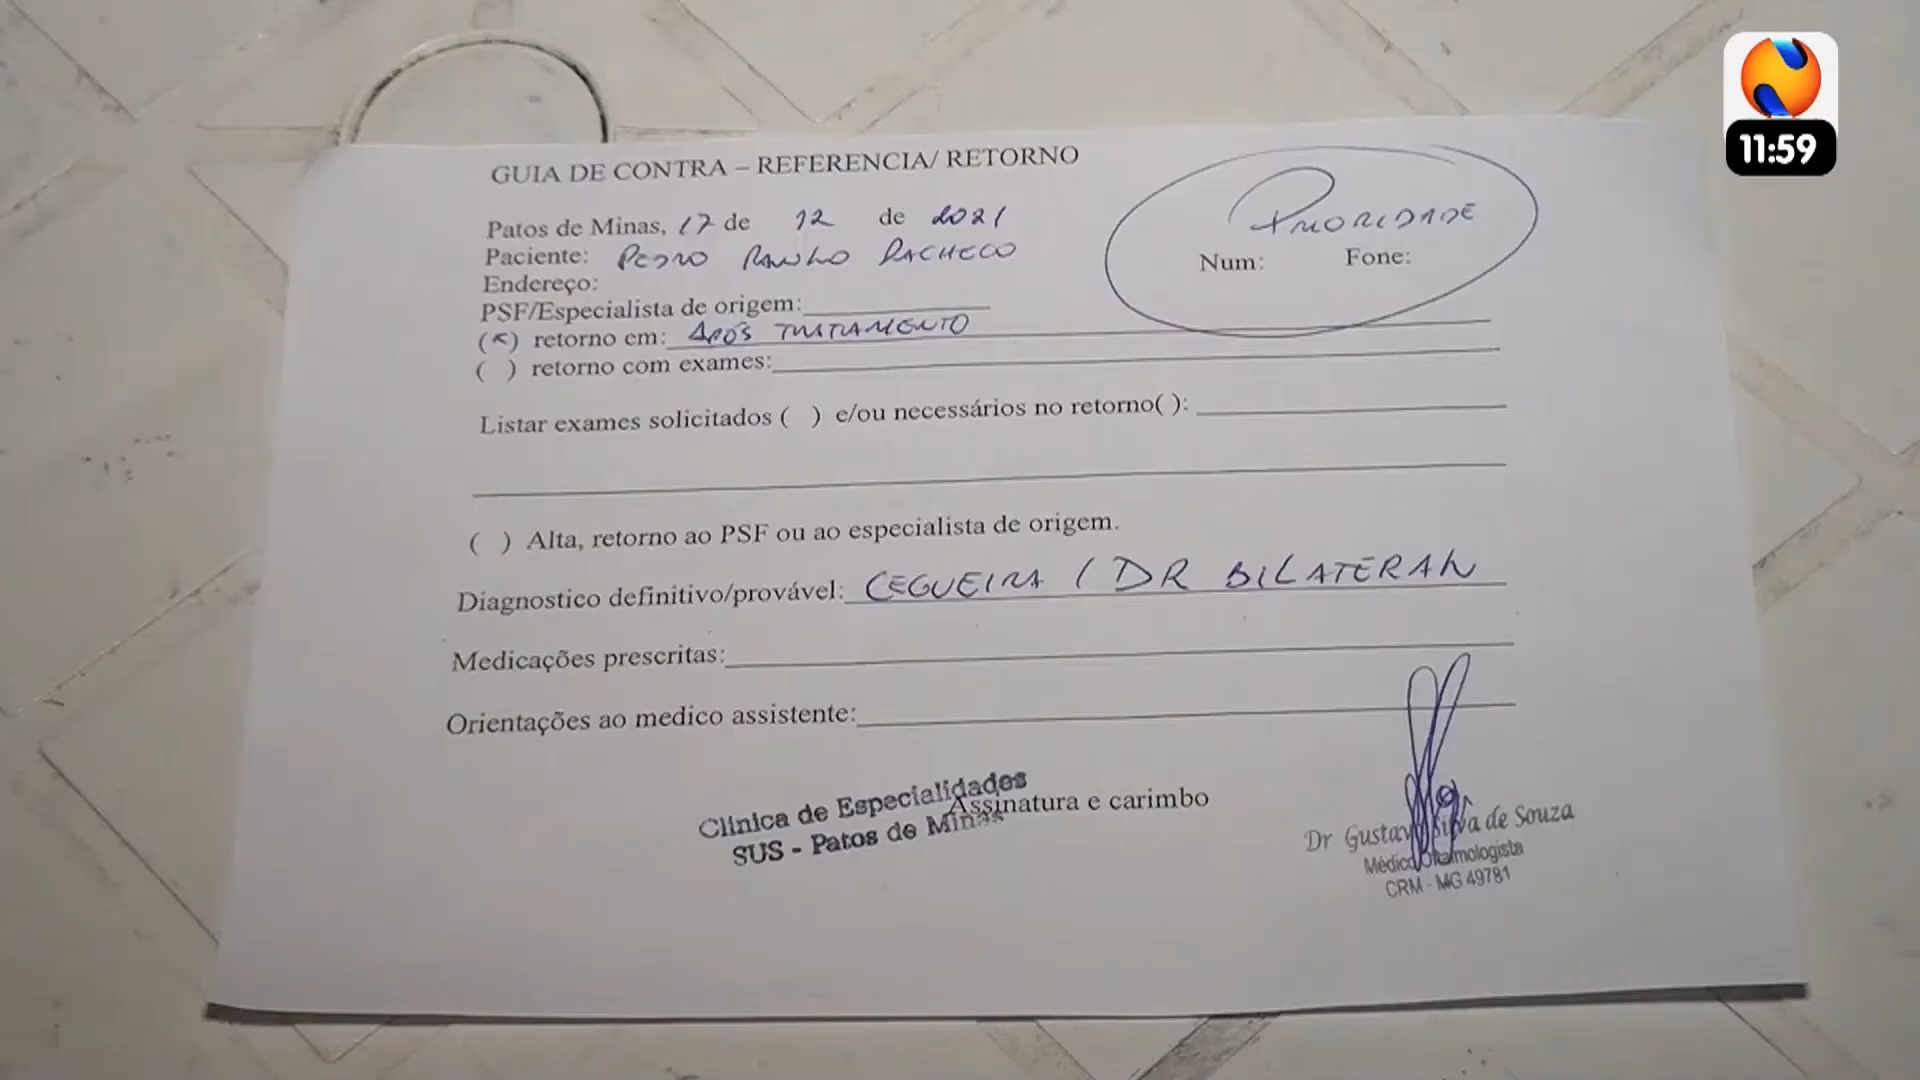 11:59
GUIA DE CONTRA – REFERENCIA/ RETORNO
Patos de Minas, 17 de 12 de 2021
PRIORIDADE
Paciente: PEDRO PACHECO
Num: Fone:
Endereço:
PSF/Especialista de origem:
(x) retorno em: APÓS TRATAMENTO
( ) retorno com exames:
Listar exames solicitados ( ) e/ou necessários no retorno( ):
( ) Alta, retorno ao PSF ou ao especialista de origem.
Diagnostico definitivo/provável: CEGUEIRA / DR BILATERAL
Medicações prescritas:
Orientações ao medico assistente:
Clinica de Especialidades
SUS - Patos de Minas
Assinatura e carimbo
Dr Gustavo Silva de Souza
Médico Oftalmologista
CRM - MG 49781